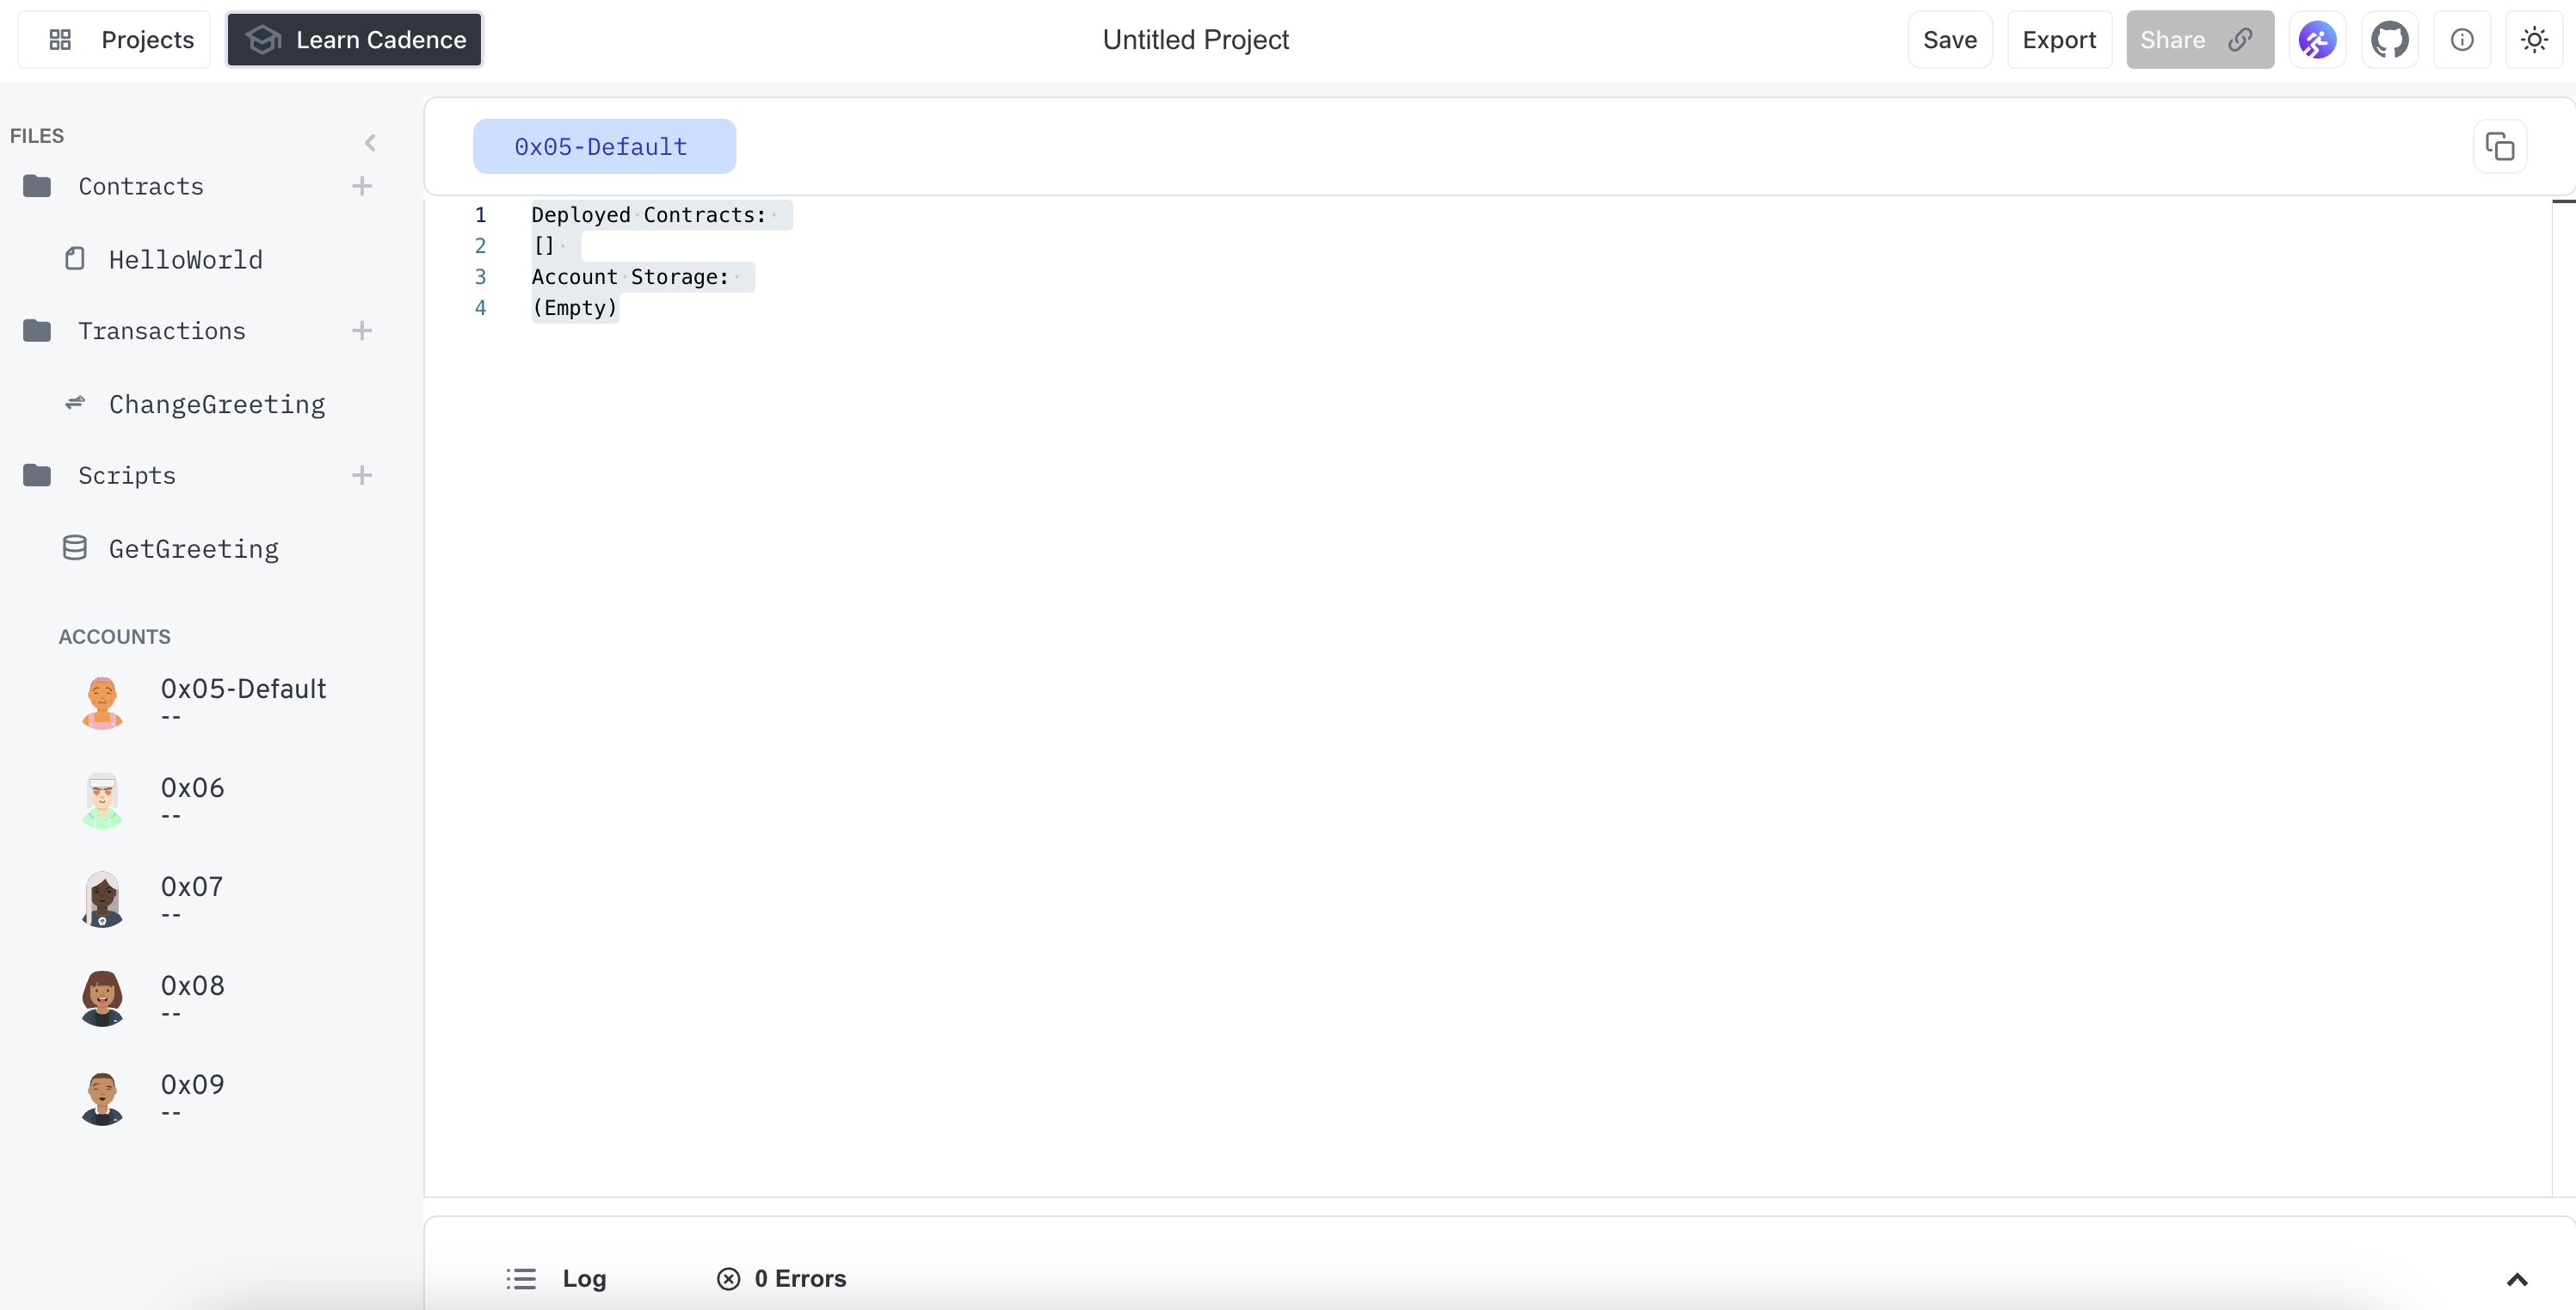 Projects
Learn Cadence
Untitled Project
Save
Export
Share
FILES
Contracts
HelloWorld
Transactions
ChangeGreeting
Scripts
GetGreeting
ACCOUNTS
0x05-Default
--
0x06
--
0x07
--
0x08
--
0x09
--
0x05-Default
1 Deployed Contracts:
2 []
3 Account Storage:
4 (Empty)
Log
0 Errors